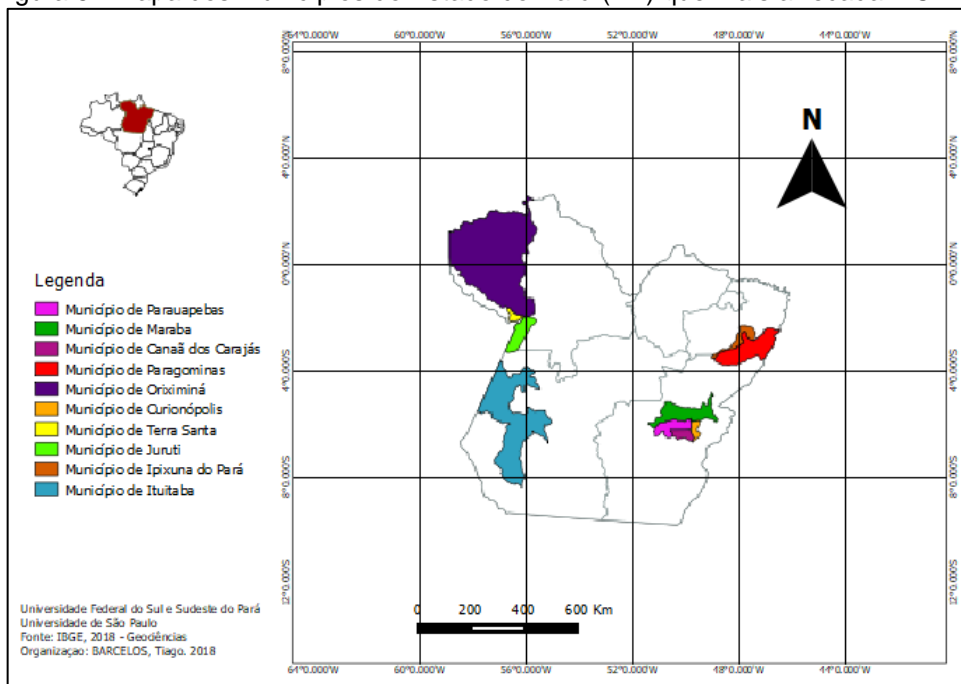 64°0.000'W 60°0.000'W 56°0.000'W 52°0.000'W 48°0.000'W 44°0.000'W
8°0.000'N 8°0.000'N
4°0.000'N 4°0.000'N
N
0°0.000'N 0°0.000'N
Legenda
Município de Parauapebas
Município de Maraba
Município de Canaã dos Carajás
Município de Paragominas
Município de Oriximiná
Município de Curionópolis
Município de Terra Santa
Município de Juruti
Município de Ipixuna do Pará
Município de Ituitaba
4°0.000'S 4°0.000'S
8°0.000'S 8°0.000'S
12°0.000'S 12°0.000'S
0 200 400 600 Km
Universidade Federal do Sul e Sudeste do Pará
Universidade de São Paulo
Fonte: IBGE, 2018 - Geociências
Organizaçao: BARCELOS, Tiago. 2018
64°0.000'W 60°0.000'W 56°0.000'W 52°0.000'W 48°0.000'W 44°0.000'W